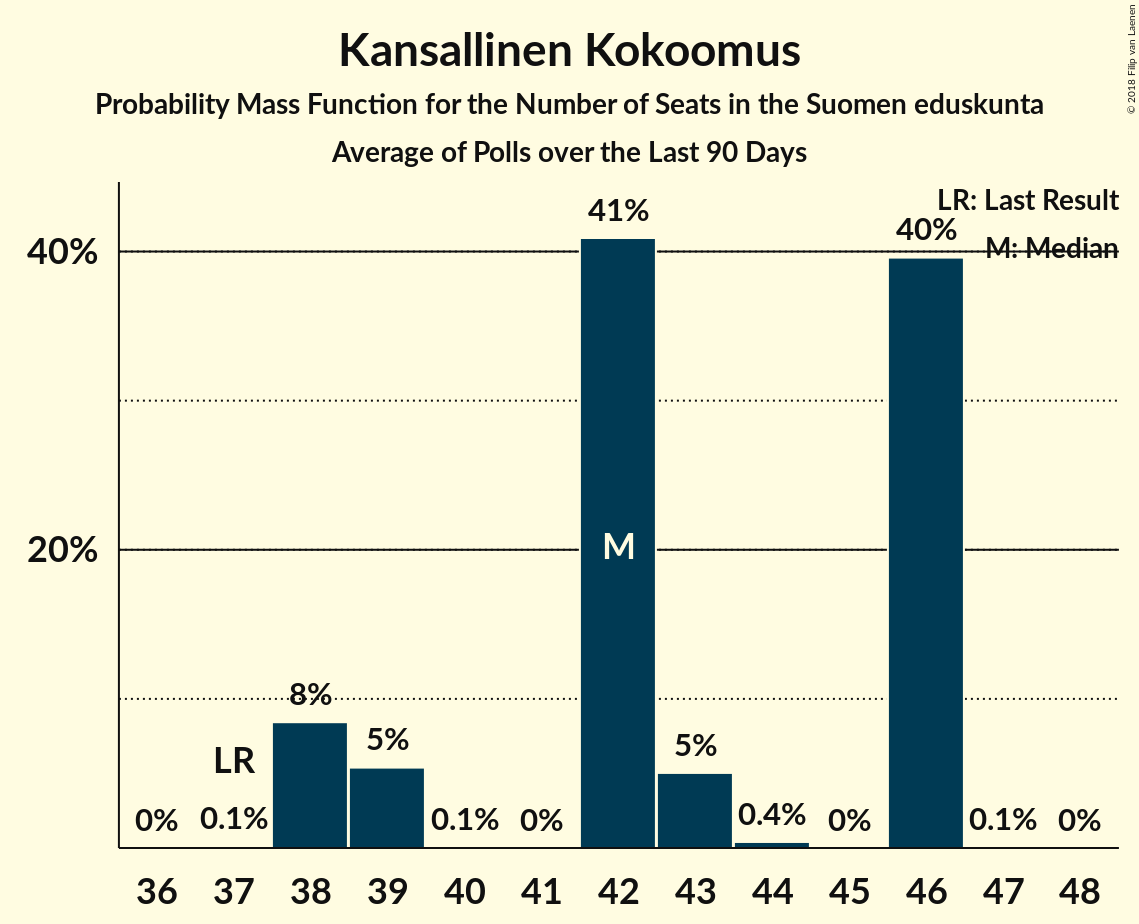 Kansallinen Kokoomus
Probability Mass Function for the Number of Seats in the Suomen eduskunta
Average of Polls over the Last 90 Days
© 2018 Filip van Laenen
LR: Last Result
M: Median
40%
20%
0%
LR
0.1%
8%
5%
0.1%
0%
41%
M
5%
0.4%
0%
40%
0.1%
0%
36 37 38 39 40 41 42 43 44 45 46 47 48